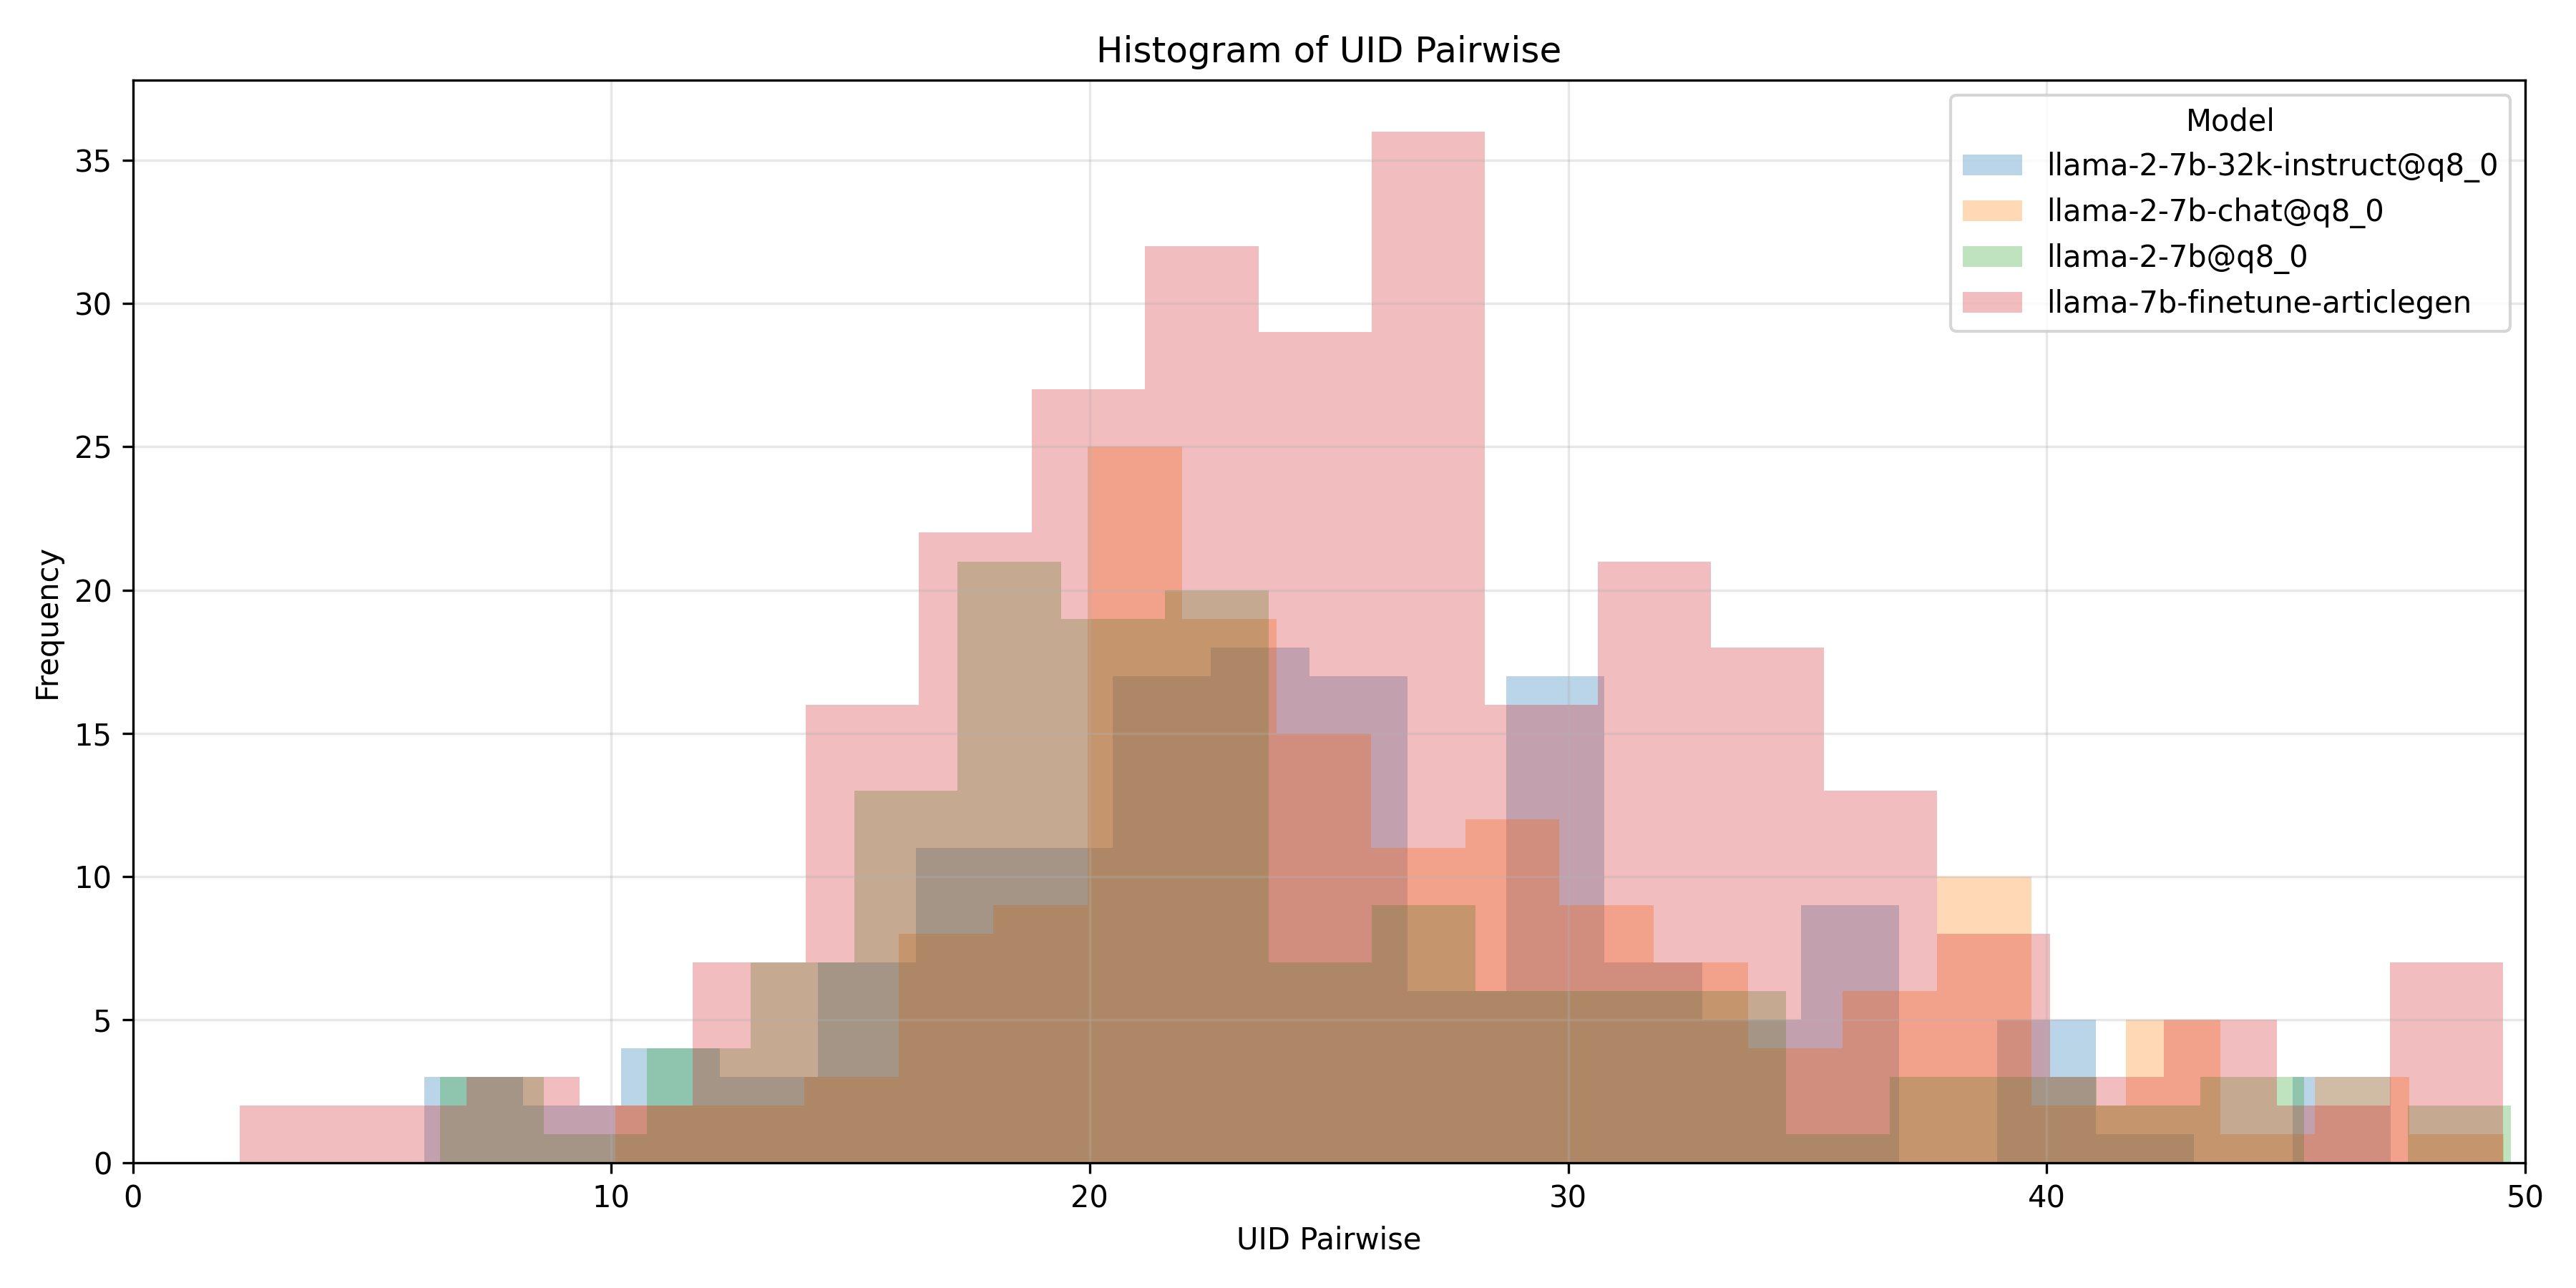 Histogram of UID Pairwise
Model
llama-2-7b-32k-instruct@q8_0
llama-2-7b-chat@q8_0
llama-2-7b@q8_0
llama-7b-finetune-articlegen
Frequency
35
30
25
20
15
10
5
0
0 10 20 30 40 50
UID Pairwise